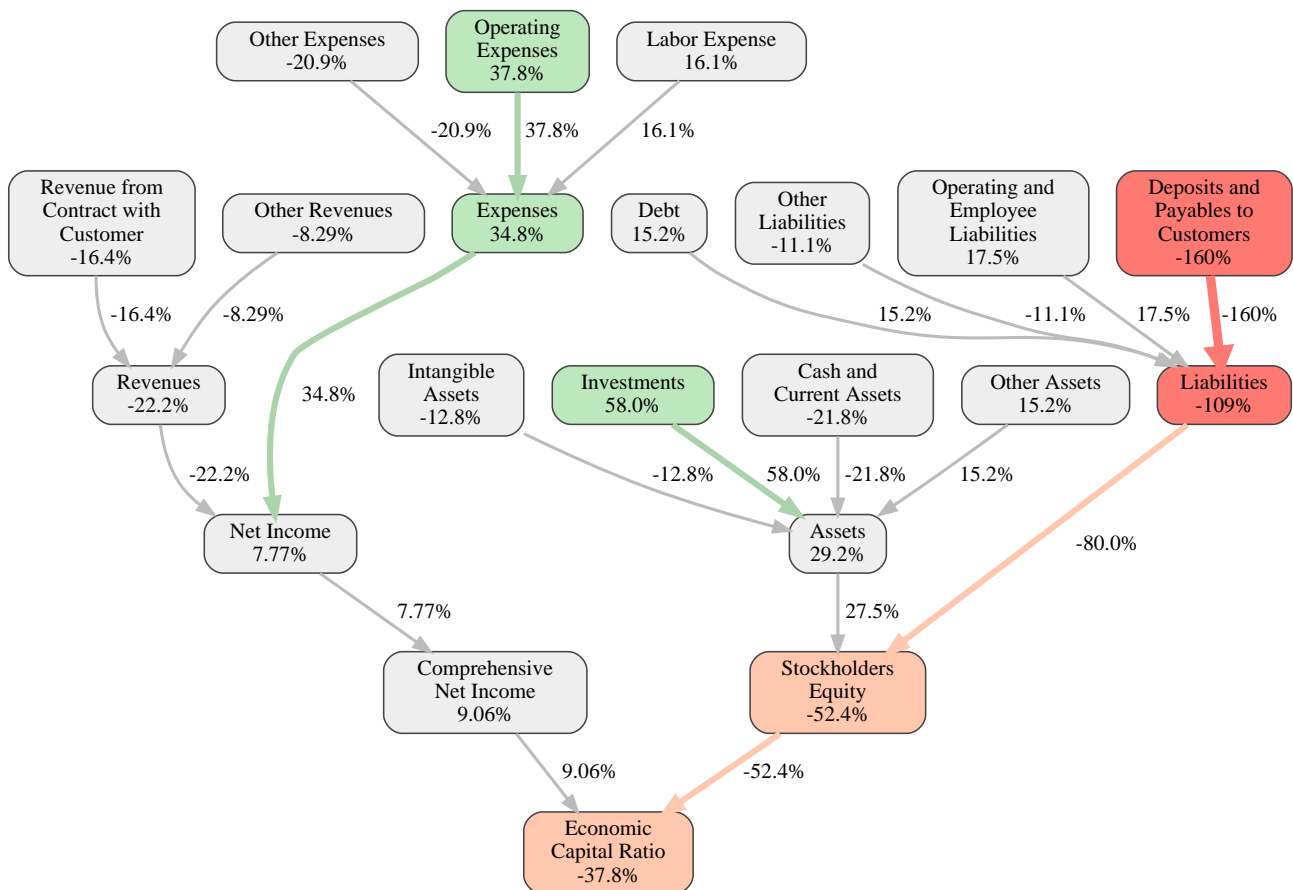 Other Expenses
-20.9%
Operating
Expenses
37.8%
Labor Expense
16.1%
-20.9%
37.8%
16.1%
Revenue from
Contract with
Customer
-16.4%
Other Revenues
-8.29%
Expenses
34.8%
Debt
15.2%
Other
Liabilities
-11.1%
Operating and
Employee
Liabilities
17.5%
Deposits and
Payables to
Customers
-160%
-16.4%
-8.29%
15.2%
-11.1%
17.5%
-160%
Revenues
-22.2%
34.8%
Intangible
Assets
-12.8%
Investments
58.0%
Cash and
Current Assets
-21.8%
Other Assets
15.2%
Liabilities
-109%
-22.2%
-12.8%
58.0%
-21.8%
15.2%
Net Income
7.77%
Assets
29.2%
-80.0%
7.77%
27.5%
Comprehensive
Net Income
9.06%
Stockholders
Equity
-52.4%
9.06%
-52.4%
Economic
Capital Ratio
-37.8%